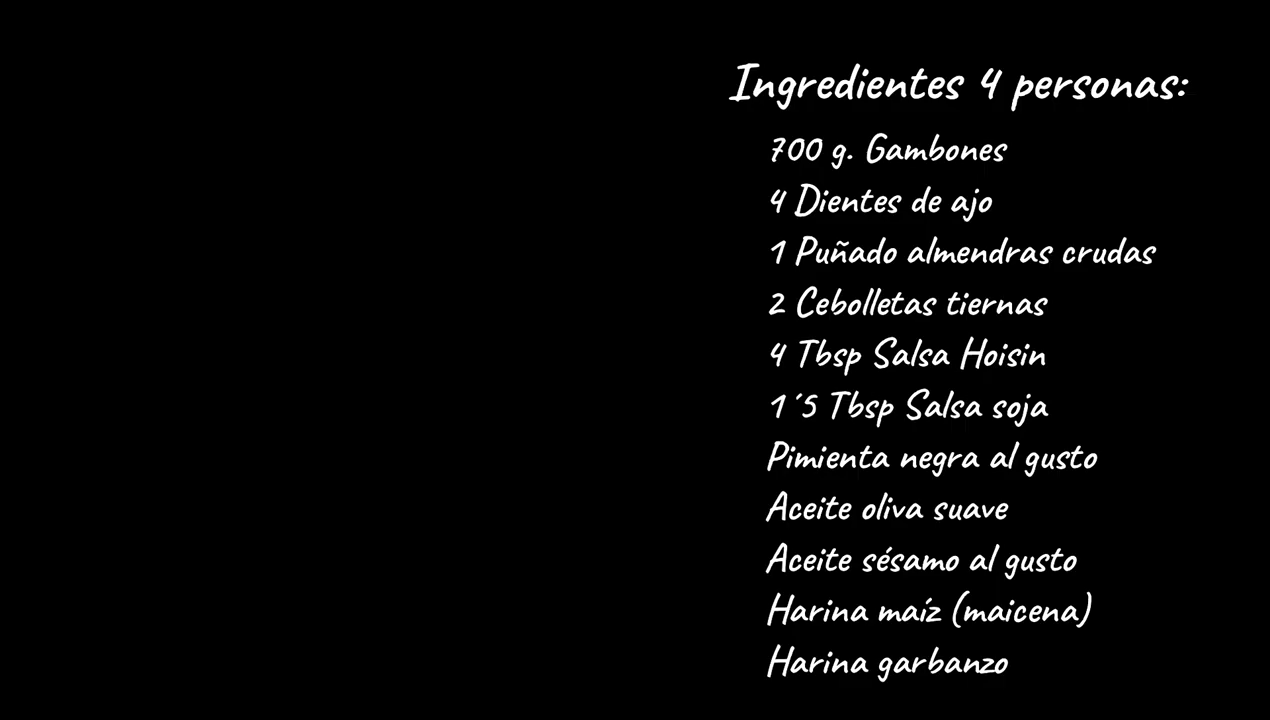 Ingredientes 4 personas:
700 g. Gambones
4 Dientes de ajo
1 Puñado almendras crudas
2 Cebolletas tiernas
4 Tbsp Salsa Hoisin
1´5 Tbsp Salsa soja
Pimienta negra al gusto
Aceite oliva suave
Aceite sésamo al gusto
Harina maíz (maicena)
Harina garbanzo